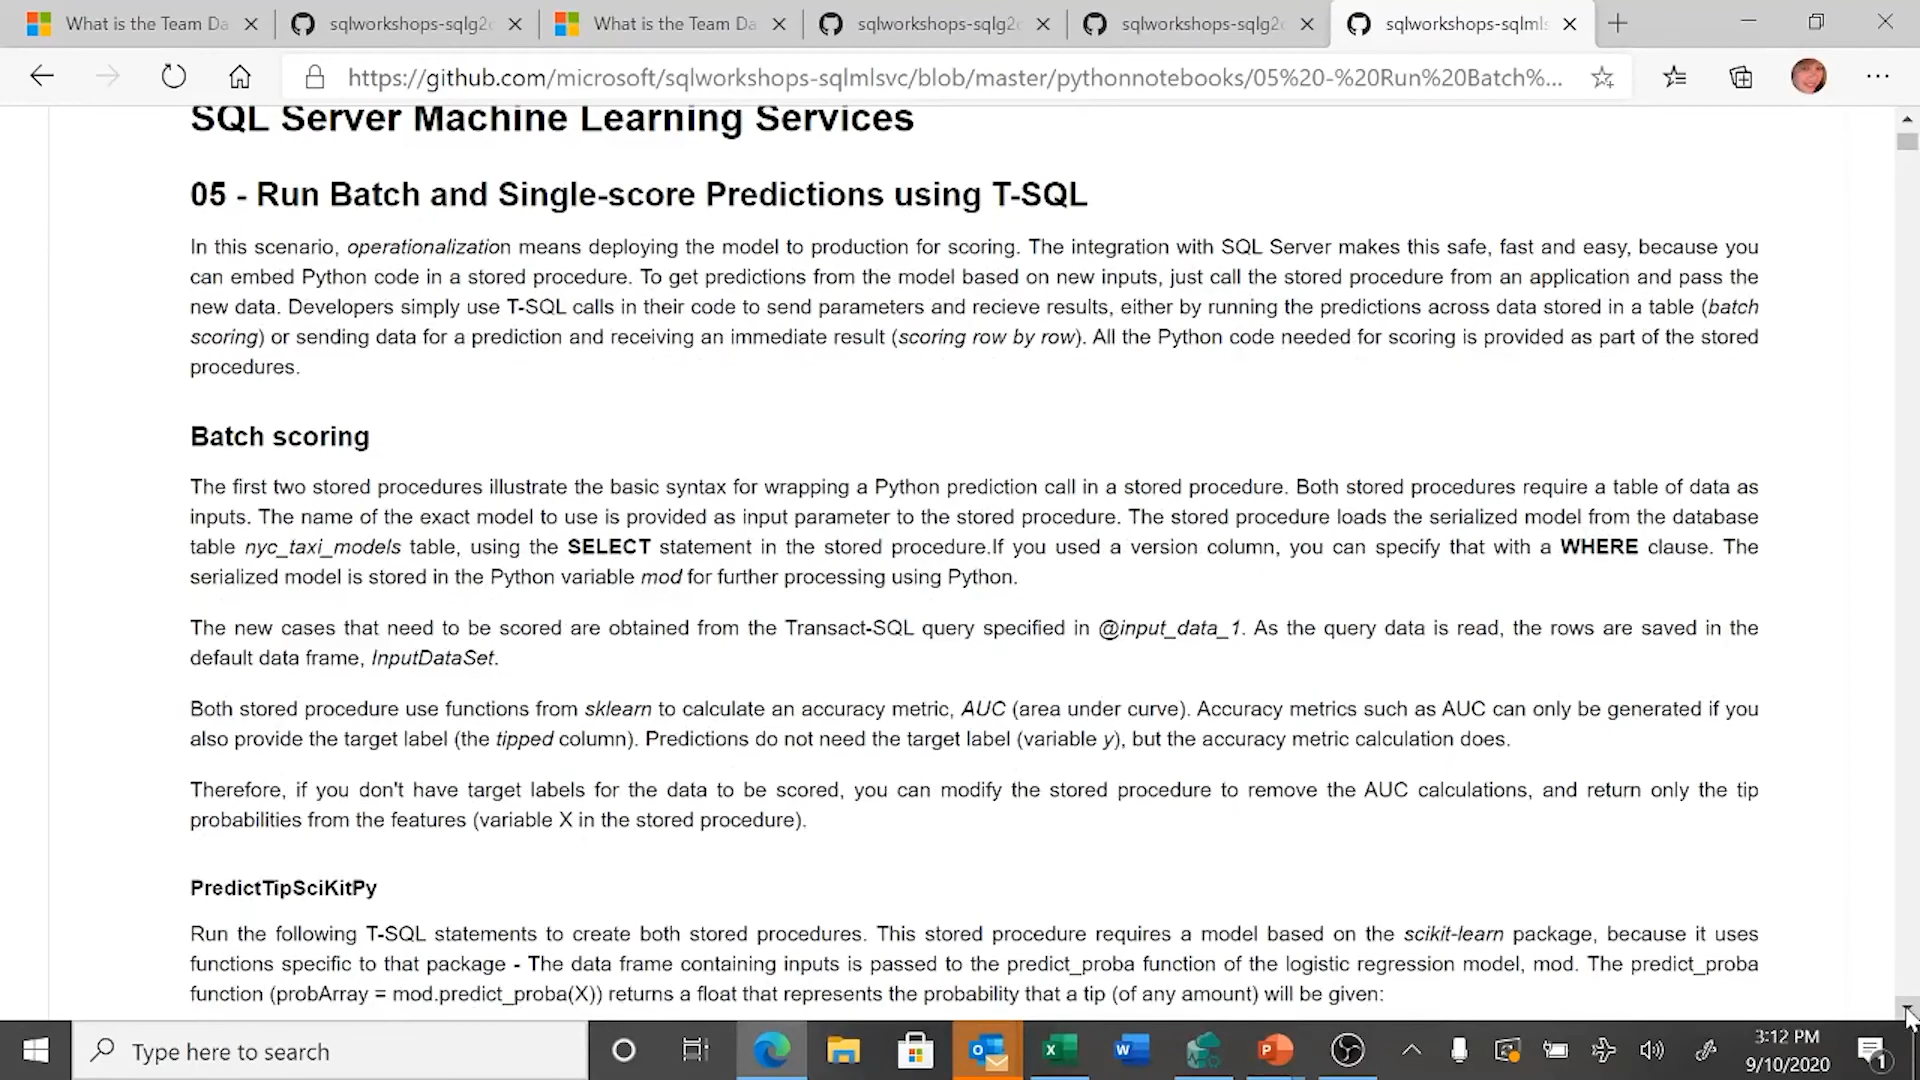 What is the Team Da
sqlworkshops-sqlg2
What is the Team Da
sqlworkshops-sqlg2
sqlworkshops-sqlg2
sqlworkshops-sqlmls
https://github.com/microsoft/sqlworkshops-sqlmlsvc/blob/master/pythonnotebooks/05%20-%20Run%20Batch%...
SQL Server Machine Learning Services
05 - Run Batch and Single-score Predictions using T-SQL
In this scenario, operationalization means deploying the model to production for scoring. The integration with SQL Server makes this safe, fast and easy, because you
can embed Python code in a stored procedure. To get predictions from the model based on new inputs, just call the stored procedure from an application and pass the
new data. Developers simply use T-SQL calls in their code to send parameters and recieve results, either by running the predictions across data stored in a table (batch
scoring) or sending data for a prediction and receiving an immediate result (scoring row by row). All the Python code needed for scoring is provided as part of the stored
procedures.
Batch scoring
The first two stored procedures illustrate the basic syntax for wrapping a Python prediction call in a stored procedure. Both stored procedures require a table of data as
inputs. The name of the exact model to use is provided as input parameter to the stored procedure. The stored procedure loads the serialized model from the database
table nyc_taxi_models table, using the SELECT statement in the stored procedure.If you used a version column, you can specify that with a WHERE clause. The
serialized model is stored in the Python variable mod for further processing using Python.
The new cases that need to be scored are obtained from the Transact-SQL query specified in @input_data_1. As the query data is read, the rows are saved in the
default data frame, InputDataSet.
Both stored procedure use functions from sklearn to calculate an accuracy metric, AUC (area under curve). Accuracy metrics such as AUC can only be generated if you
also provide the target label (the tipped column). Predictions do not need the target label (variable y), but the accuracy metric calculation does.
Therefore, if you don't have target labels for the data to be scored, you can modify the stored procedure to remove the AUC calculations, and return only the tip
probabilities from the features (variable X in the stored procedure).
PredictTipSciKitPy
Run the following T-SQL statements to create both stored procedures. This stored procedure requires a model based on the scikit-learn package, because it uses
functions specific to that package - The data frame containing inputs is passed to the predict_proba function of the logistic regression model, mod. The predict_proba
function (probArray = mod.predict_proba(X)) returns a float that represents the probability that a tip (of any amount) will be given:
Type here to search
3:12 PM
9/10/2020
1